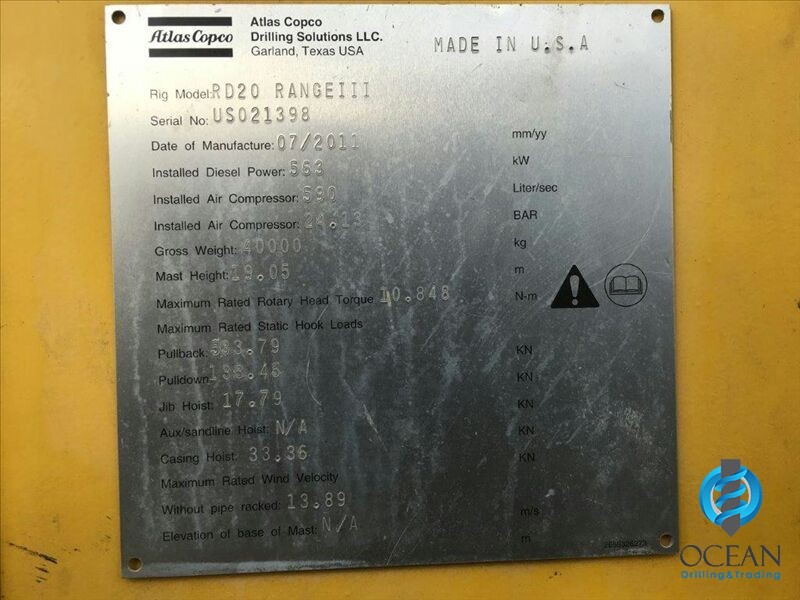 Atlas Copco
Atlas Copco
Drilling Solutions LLC.
Garland, Texas USA
MADE IN U.S.A
Rig Model: RD20 RANGEIII
Serial No: US021398
Date of Manufacture: 07/2011 mm/yy
Installed Diesel Power: 563 kW
Installed Air Compressor: 590 Liter/sec
Installed Air Compressor: 24.13 BAR
Gross Weight: 40000 kg
Mast Height: 19.05 m
Maximum Rated Rotary Head Torque 10.848 N-m
Maximum Rated Static Hook Loads
Pullback: 533.79 KN
Pulldown: 138.46 KN
Jib Hoist: 17.79 KN
Aux/sandline Hoist: N/A KN
Casing Hoist: 33.36 KN
Maximum Rated Wind Velocity
Without pipe racked: 13.89 m/s
Elevation of base of Mast: N/A m
OCEAN
Drilling&trading